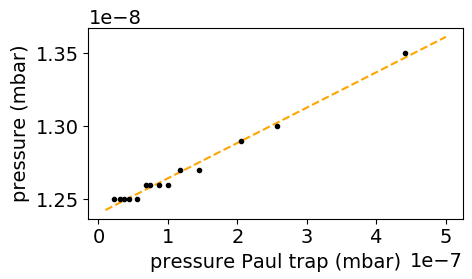 1e−8
1.35
1.30
1.25
pressure (mbar)
0 1 2 3 4 5
pressure Paul trap (mbar) 1e−7